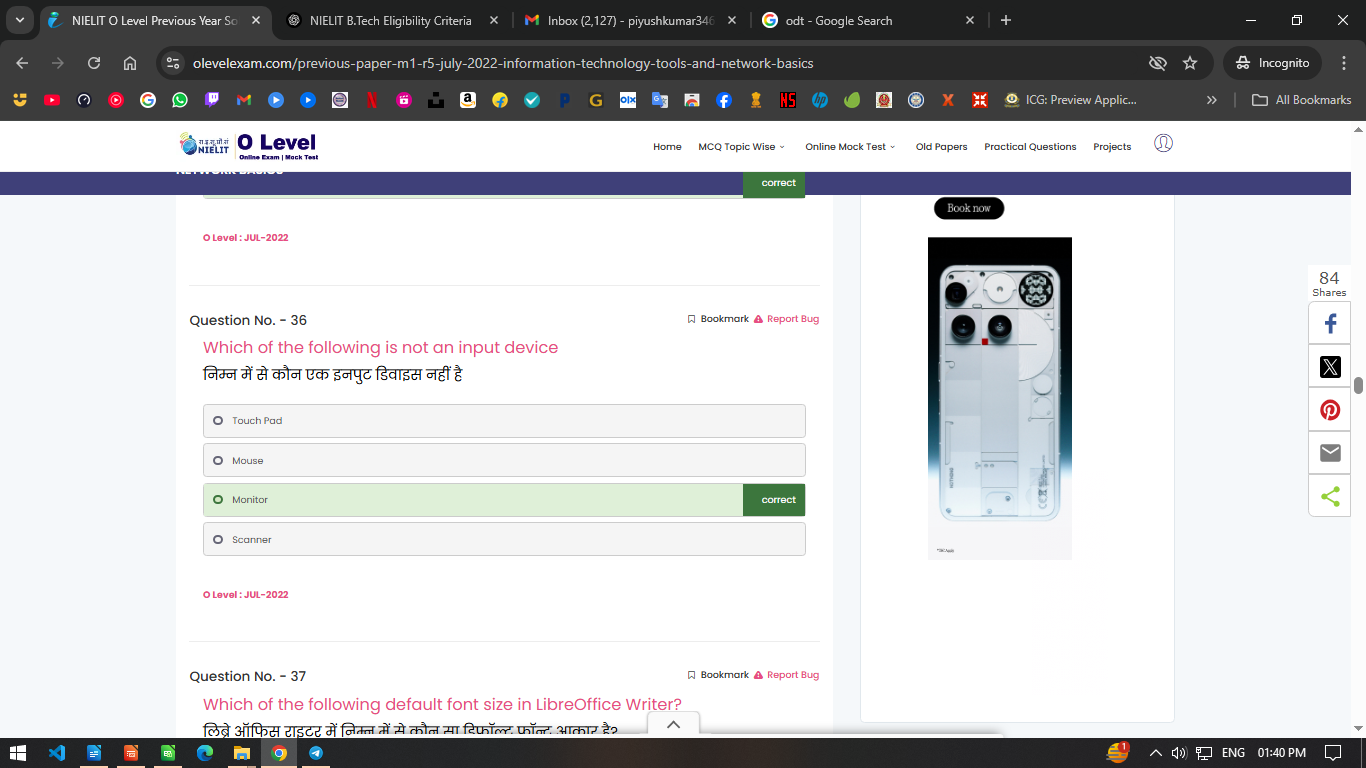 NIELIT O Level Previous Year So
NIELIT B.Tech Eligibility Criteria
Inbox (2,127) - piyushkumar346
odt - Google Search
olevelexam.com/previous-paper-m1-r5-july-2022-information-technology-tools-and-network-basics
Incognito
ICG: Preview Applic...
All Bookmarks
NIELIT
O Level
Online Exam | Mock Test
Home
MCQ Topic Wise
Online Mock Test
Old Papers
Practical Questions
Projects
NETWORK BASICS
correct
O Level : JUL-2022
Question No. - 36
Bookmark
Report Bug
Which of the following is not an input device
निम्न में से कौन एक इनपुट डिवाइस नहीं है
Touch Pad
Mouse
Monitor
correct
Scanner
O Level : JUL-2022
Question No. - 37
Bookmark
Report Bug
Which of the following default font size in LibreOffice Writer?
लिब्रे ऑफिस राइटर में निम्न में से कौन सा डिफ़ॉल्ट फ़ॉन्ट आकार है?
Book now
84
Shares
1
ENG
01:40 PM